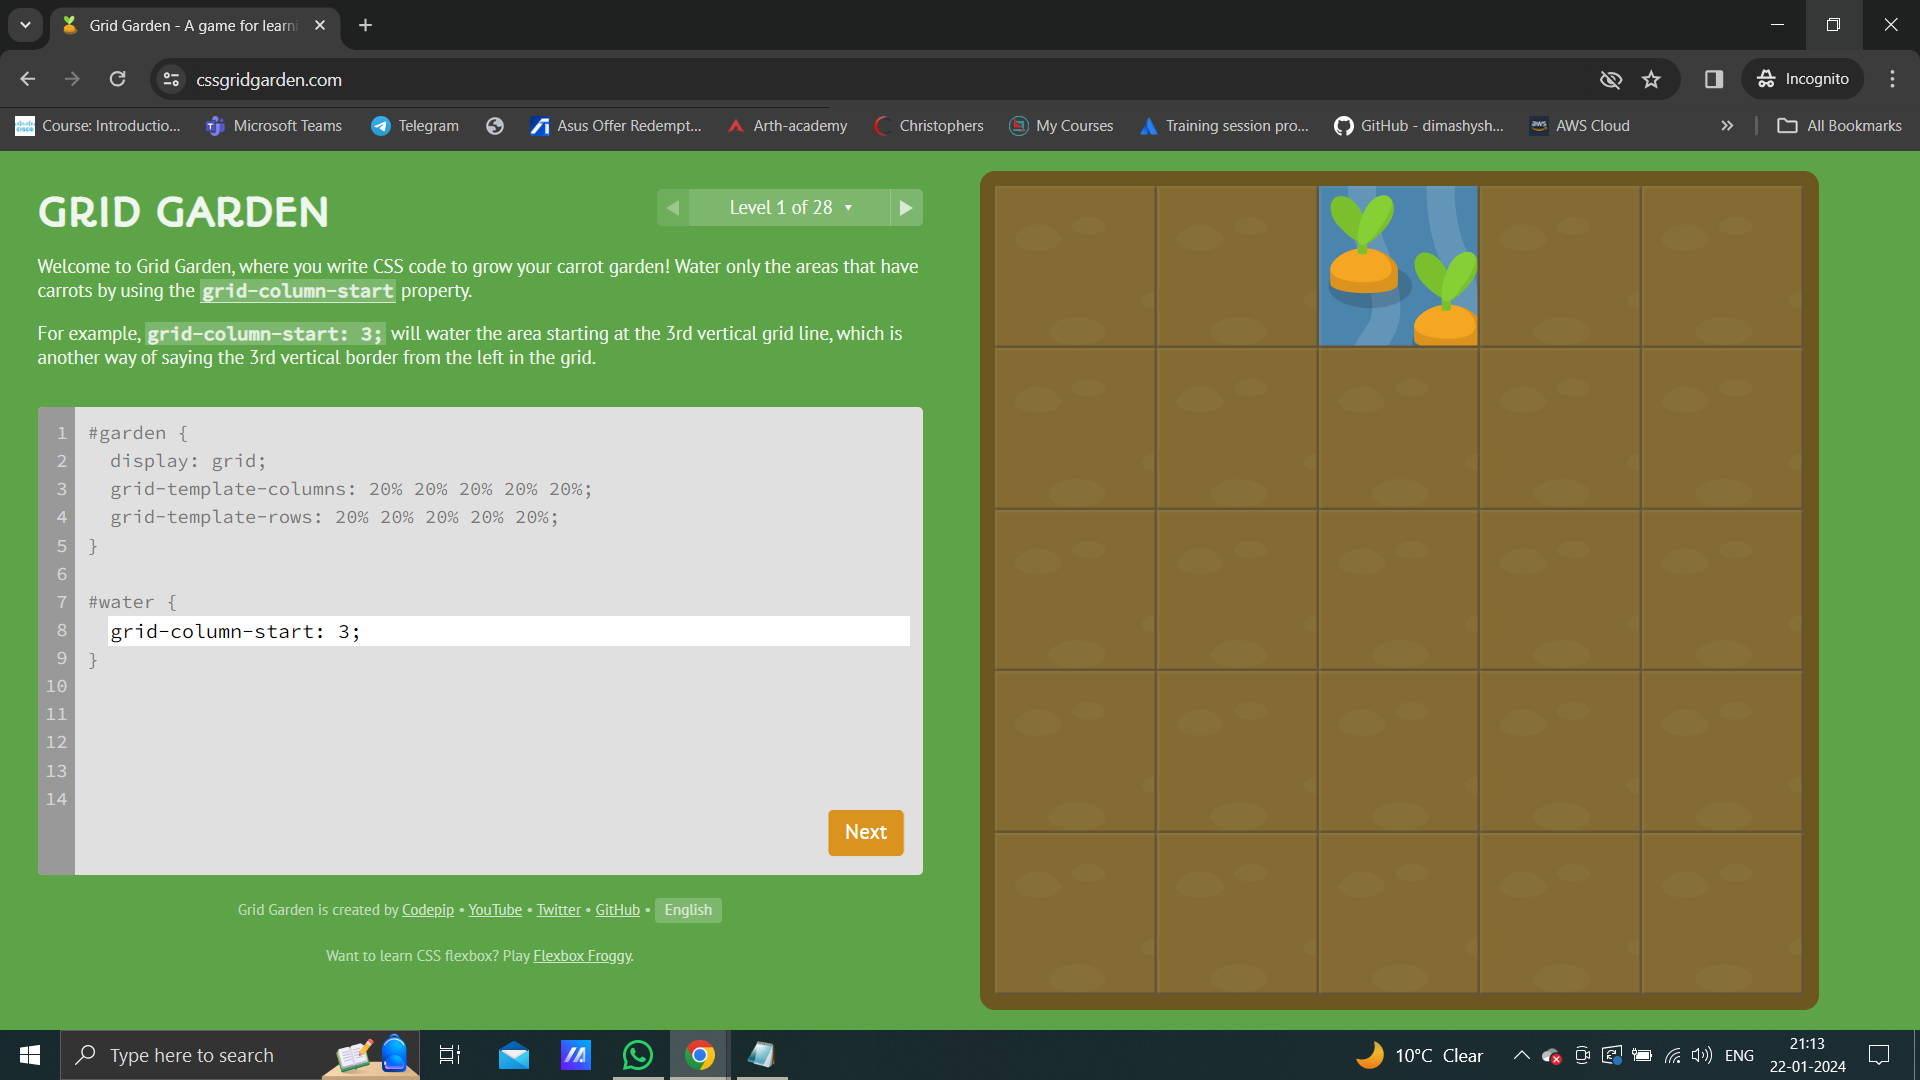 Grid Garden - A game for learni
cssgridgarden.com
Incognito
Course: Introductio...
Microsoft Teams
Telegram
Asus Offer Redempt...
Arth-academy
Christophers
My Courses
Training session pro...
GitHub - dimashysh...
aws
AWS Cloud
All Bookmarks
GRID GARDEN
Level 1 of 28
Welcome to Grid Garden, where you write CSS code to grow your carrot garden! Water only the areas that have
carrots by using the grid-column-start property.
For example, grid-column-start: 3; will water the area starting at the 3rd vertical grid line, which is
another way of saying the 3rd vertical border from the left in the grid.
1 #garden {
2 display: grid;
3 grid-template-columns: 20% 20% 20% 20% 20%;
4 grid-template-rows: 20% 20% 20% 20% 20%;
5 }
6
7 #water {
8 grid-column-start: 3;
9 }
10
11
12
13
14
Next
Grid Garden is created by Codepip • YouTube • Twitter • GitHub • English
Want to learn CSS flexbox? Play Flexbox Froggy.
Type here to search
10°C Clear
ENG
21:13
22-01-2024